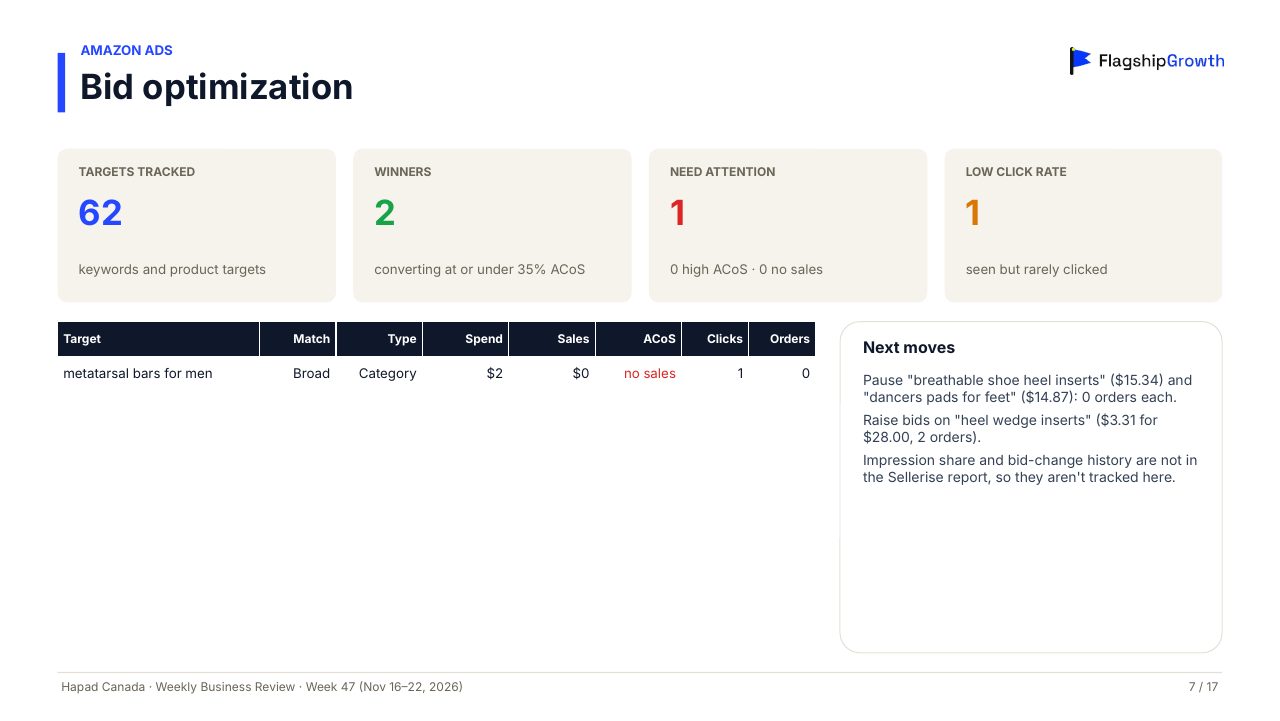 AMAZON ADS
Bid optimization
FlagshipGrowth
TARGETS TRACKED
62
keywords and product targets
WINNERS
2
converting at or under 35% ACoS
NEED ATTENTION
1
0 high ACoS · 0 no sales
LOW CLICK RATE
1
seen but rarely clicked
Target Match Type Spend Sales ACoS Clicks Orders
metatarsal bars for men Broad Category $2 $0 no sales 1 0
Next moves
Pause "breathable shoe heel inserts" ($15.34) and
"dancers pads for feet" ($14.87): 0 orders each.
Raise bids on "heel wedge inserts" ($3.31 for
$28.00, 2 orders).
Impression share and bid-change history are not in
the Sellerise report, so they aren't tracked here.
Hapad Canada · Weekly Business Review · Week 47 (Nov 16–22, 2026)
7 / 17